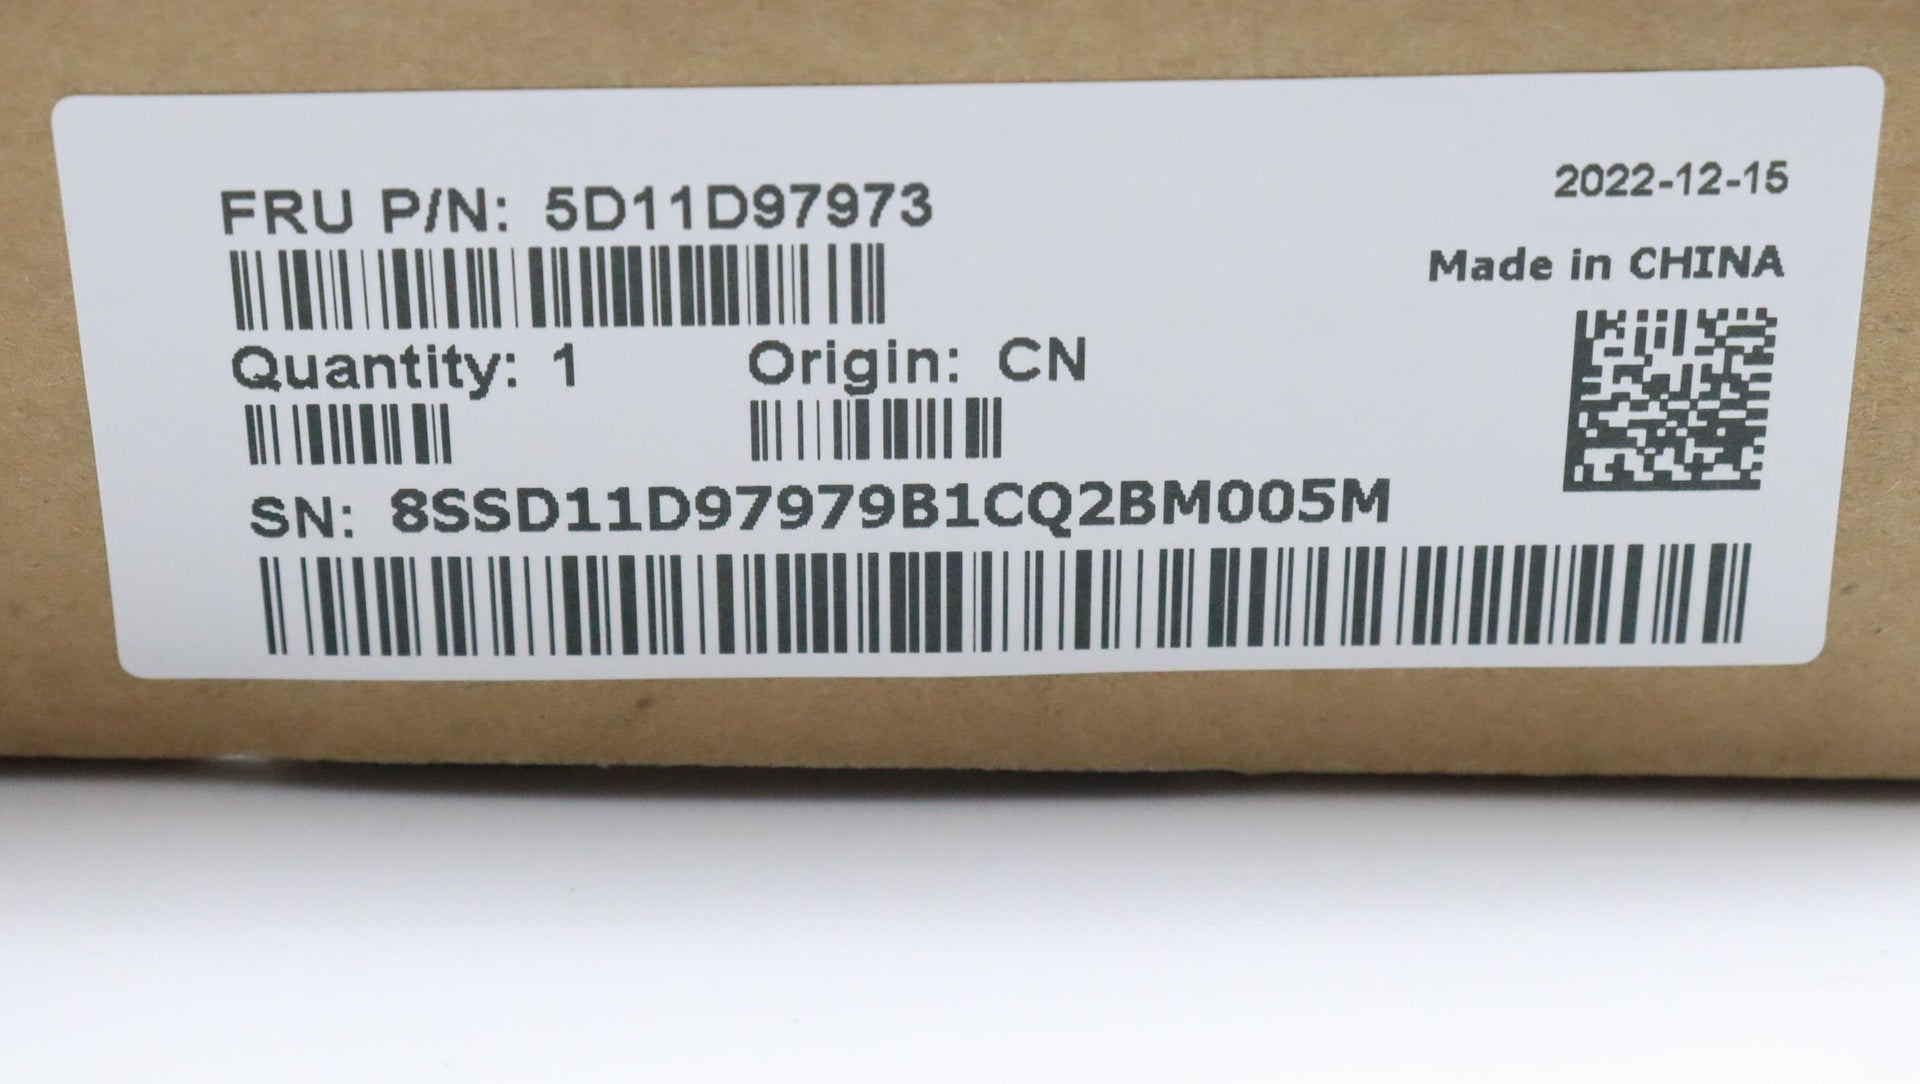 2022-12-15
FRU P/N: 5D11D97973
Made in CHINA
Quantity: 1 Origin: CN
SN: 8SSD11D97979B1CQ2BM005M